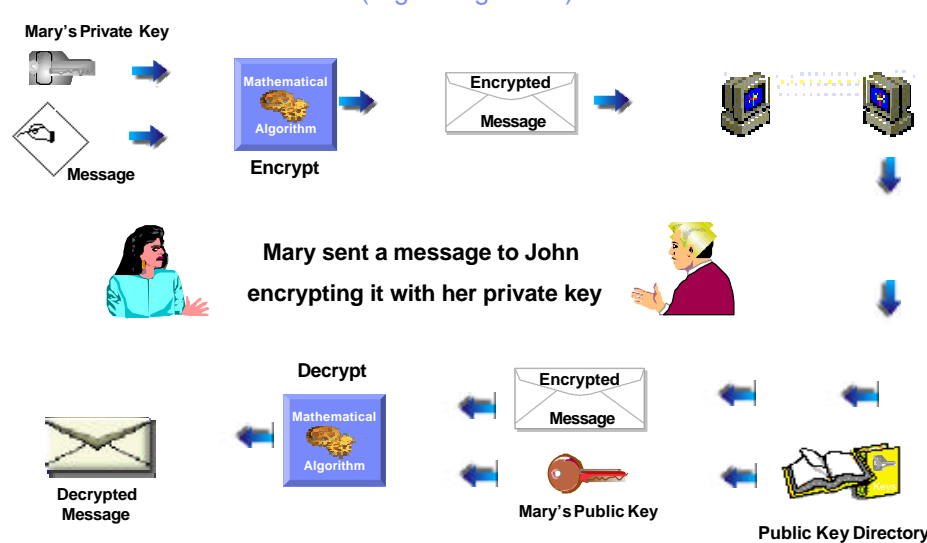 Mary's Private Key
Mathematical
Algorithm
Encrypt
Message
Encrypted
Message
Mary sent a message to John
encrypting it with her private key
Decrypt
Mathematical
Algorithm
Encrypted
Message
Mary's Public Key
Keys
Public Key Directory
Decrypted
Message